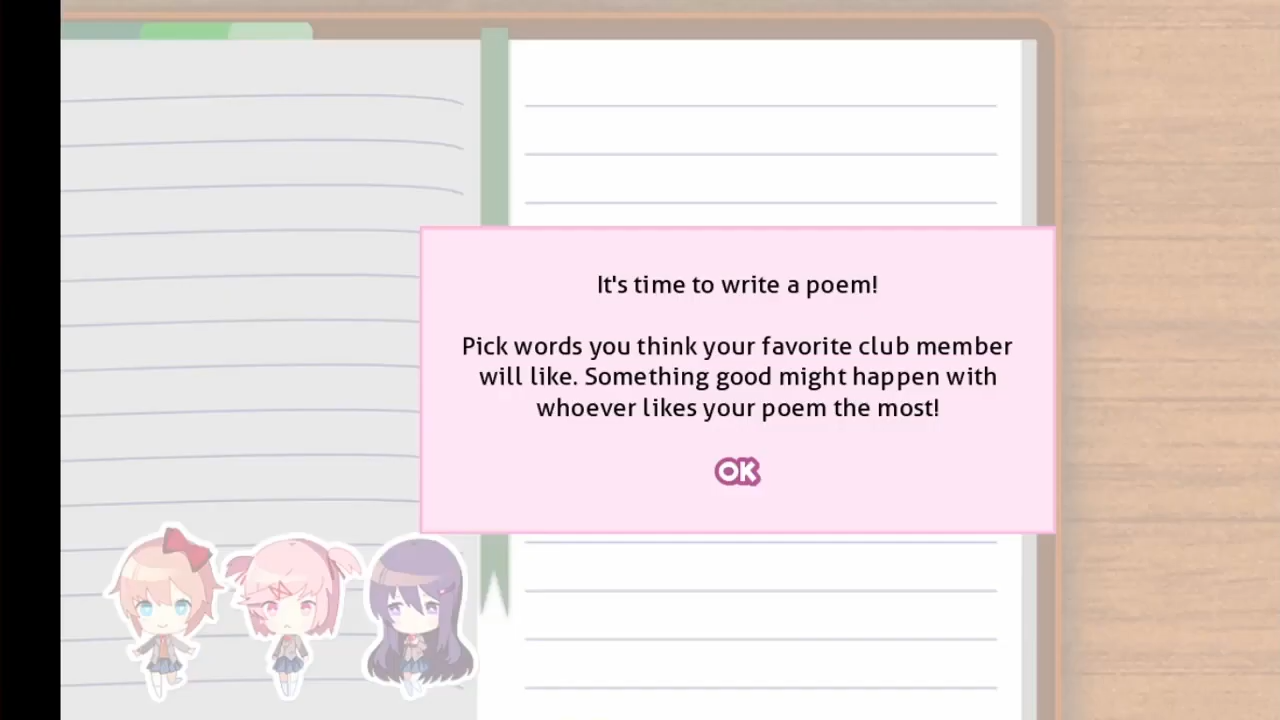 It's time to write a poem!
Pick words you think your favorite club member
will like. Something good might happen with
whoever likes your poem the most!
OK